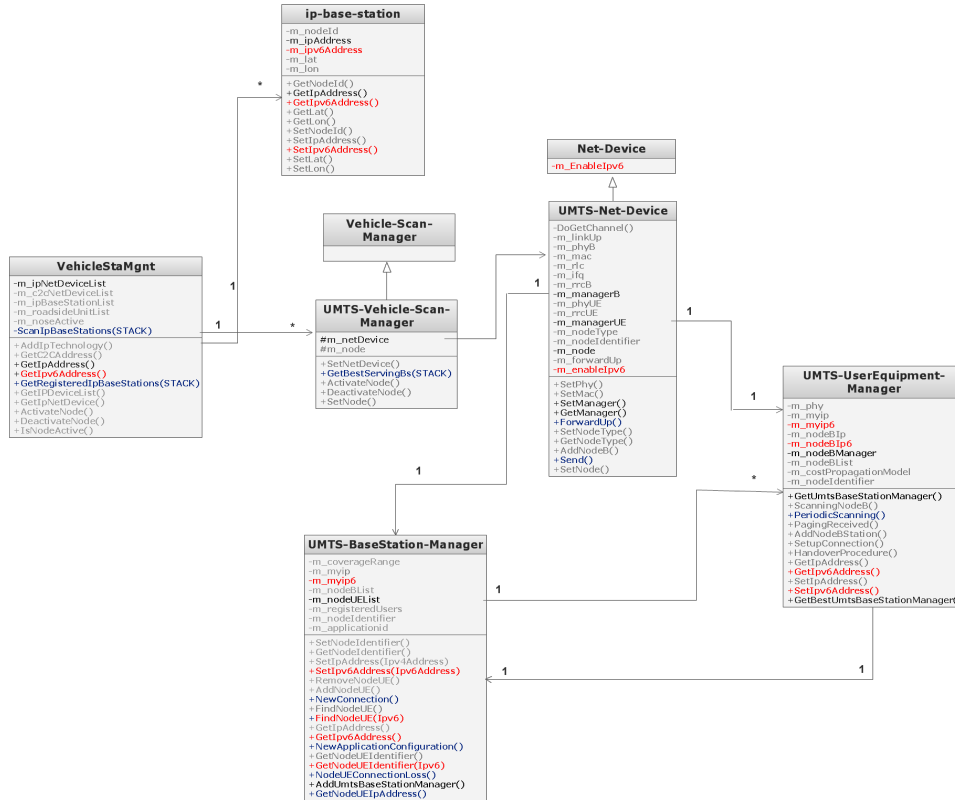 ip-base-station
-m_nodeId
-m_ipAddress
-m_ipv6Address
-m_lat
-m_lon
+GetNodeId()
+GetIpAddress()
+GetIpv6Address()
+GetLat()
+GetLon()
+SetNodeId()
+SetIpAddress()
+SetIpv6Address()
+SetLat()
+SetLon()
*
1
Net-Device
-m_EnableIpv6
Vehicle-Scan-
Manager
VehicleStaMgnt
-m_ipNetDeviceList
-m_c2cNetDeviceList
-m_ipBaseStationList
-m_roadsideUnitList
-m_noseActive
-ScanIpBaseStations(STACK)
+AddIpTechnology()
+GetC2CAddress()
+GetIpAddress()
+GetIpv6Address()
+GetRegisteredIpBaseStations(STACK)
+GetIPDeviceList()
+GetIpNetDevice()
+ActivateNode()
+DeactivateNode()
+IsNodeActive()
1
*
UMTS-Vehicle-Scan-
Manager
#m_netDevice
#m_node
+SetNetDevice()
+GetBestServingBs(STACK)
+ActivateNode()
+DeactivateNode()
+SetNode()
UMTS-Net-Device
-DoGetChannel()
-m_linkUp
-m_phyB
-m_mac
-m_rlc
-m_ifq
-m_rrcB
-m_managerB
-m_phyUE
-m_rrcUE
-m_managerUE
-m_nodeType
-m_nodeIdentifier
-m_node
-m_forwardUp
-m_enableIpv6
+SetPhy()
+SetMac()
+SetManager()
+GetManager()
+ForwardUp()
+SetNodeType()
+GetNodeType()
+AddNodeB()
+Send()
+SetNode()
1
1
1
1
UMTS-UserEquipment-
Manager
-m_phy
-m_myip
-m_myip6
-m_nodeBIp
-m_nodeBIp6
-m_nodeBManager
-m_nodeBList
-m_costPropagationModel
-m_nodeIdentifier
+GetUmtsBaseStationManager()
+ScanningNodeB()
+PeriodicScanning()
+PagingReceived()
+AddNodeBStation()
+SetupConnection()
+HandoverProcedure()
+GetIpAddress()
+GetIpv6Address()
+SetIpAddress()
+SetIpv6Address()
+GetBestUmtsBaseStationManager(
UMTS-BaseStation-Manager
-m_coverageRange
-m_myip
-m_myip6
-m_nodeBList
-m_nodeUEList
-m_registeredUsers
-m_nodeIdentifier
-m_applicationid
+SetNodeIdentifier()
+GetNodeIdentifier()
+SetIpAddress(Ipv4Address)
+SetIpv6Address(Ipv6Address)
+RemoveNodeUE()
+AddNodeUE()
+NewConnection()
+FindNodeUE()
+FindNodeUE(Ipv6)
+GetIpAddress()
+GetIpv6Address()
+NewApplicationConfiguration()
+GetNodeUEIdentifier()
+GetNodeUEIdentifier(Ipv6)
+NodeUEConnectionLoss()
+AddUmtsBaseStationManager()
+GetNodeUEIpAddress()
1
*
1
1